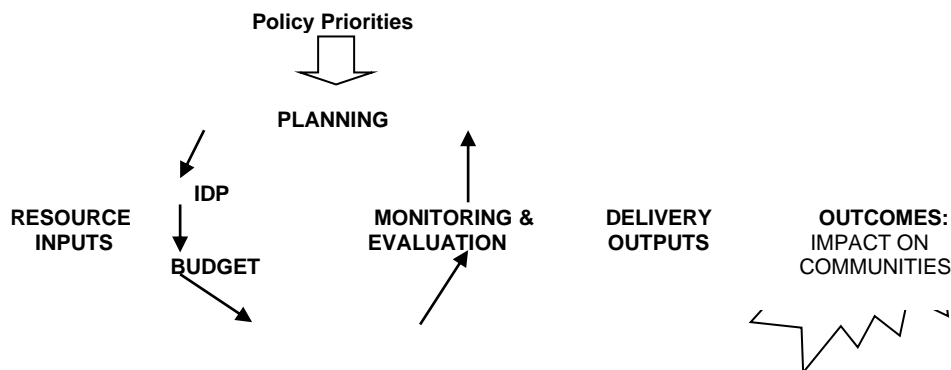 Policy Priorities
PLANNING
IDP
RESOURCE
INPUTS
BUDGET
MONITORING &
EVALUATION
DELIVERY
OUTPUTS
OUTCOMES:
IMPACT ON
COMMUNITIES